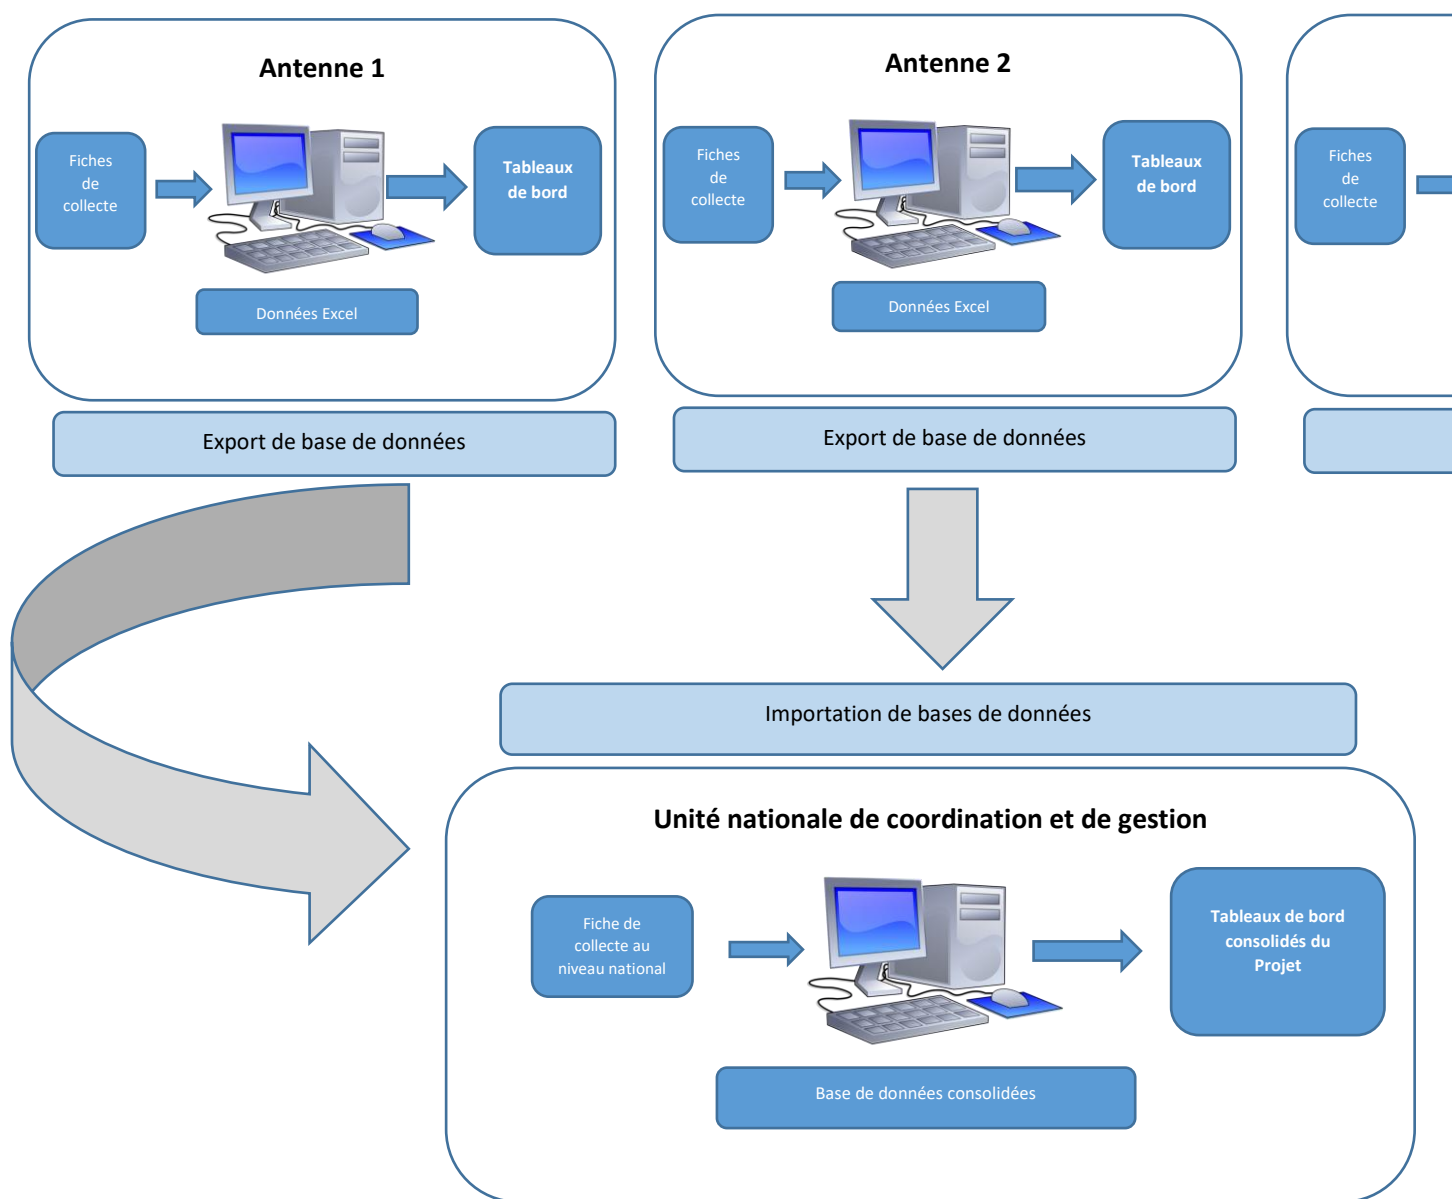 Antenne 1
Fiches
de
collecte
Tableaux
de bord
Données Excel
Export de base de données
Antenne 2
Fiches
de
collecte
Tableaux
de bord
Données Excel
Export de base de données
Fiches
de
collecte
Importation de bases de données
Unité nationale de coordination et de gestion
Fiche de
collecte au
niveau national
Tableaux de bord
consolidés du
Projet
Base de données consolidées